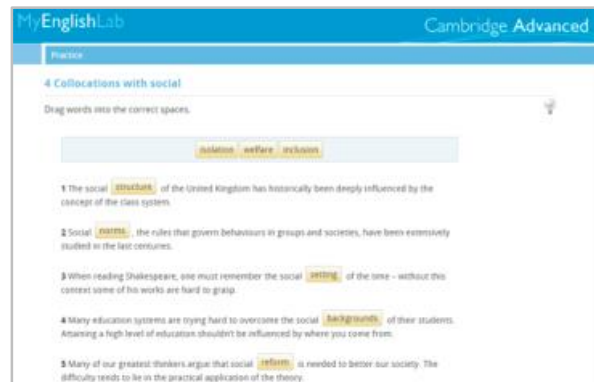 MyEnglishLab
Cambridge Advanced
Practice
4 Collocations with social
Drag words into the correct spaces.
isolation welfare inclusion
1 The social structure of the United Kingdom has historically been deeply influenced by the
concept of the class system.
2 Social norms , the rules that govern behaviours in groups and societies, have been extensively
studied in the last centuries.
3 When reading Shakespeare, one must remember the social setting of the time – without this
context some of his works are hard to grasp.
4 Many education systems are trying hard to overcome the social backgrounds of their students.
Attaining a high level of education shouldn't be influenced by where you come from.
5 Many of our greatest thinkers argue that social reform is needed to better our society. The
difficulty tends to lie in the practical application of the theory.